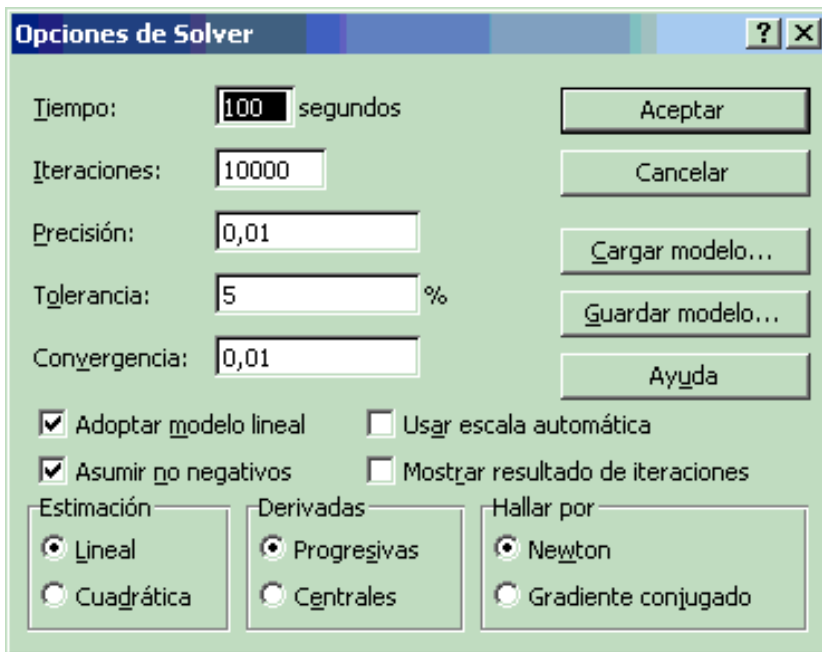 Opciones de Solver
Tiempo: 100 segundos
Aceptar
Iteraciones: 10000
Cancelar
Precisión: 0,01
Cargar modelo...
Tolerancia: 5 %
Guardar modelo...
Convergencia: 0,01
Ayuda
Adoptar modelo lineal
Usar escala automática
Asumir no negativos
Mostrar resultado de iteraciones
Estimación
Lineal
Cuadrática
Derivadas
Progresivas
Centrales
Hallar por
Newton
Gradiente conjugado